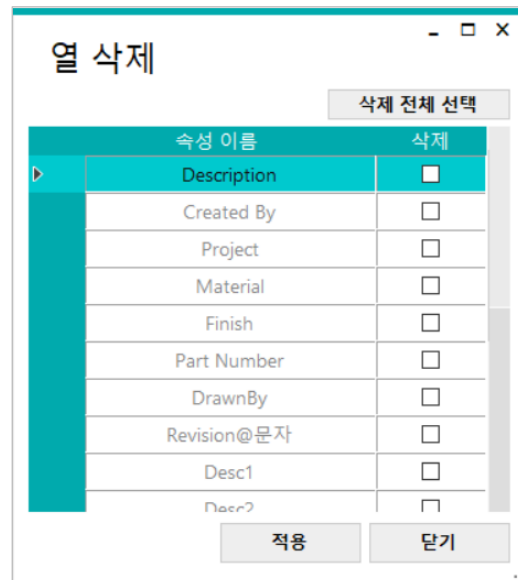 열 삭제
삭제 전체 선택
속성 이름 삭제
Description
Created By
Project
Material
Finish
Part Number
DrawnBy
Revision@문자
Desc1
Desc2
적용 닫기